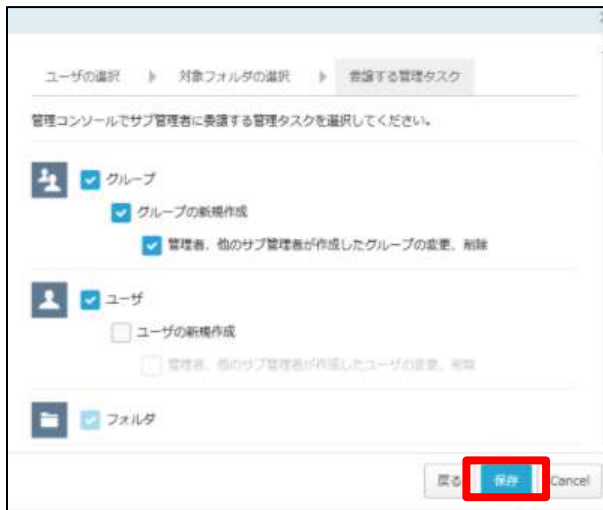 ユーザの選択 対象フォルダの選択 委譲する管理タスク
管理コンソールでサブ管理者に委譲する管理タスクを選択してください。
グループ
グループの新規作成
管理者、他のサブ管理者が作成したグループの変更、削除
ユーザ
ユーザの新規作成
管理者、他のサブ管理者が作成したユーザの変更、削除
フォルダ
戻る 保存 Cancel